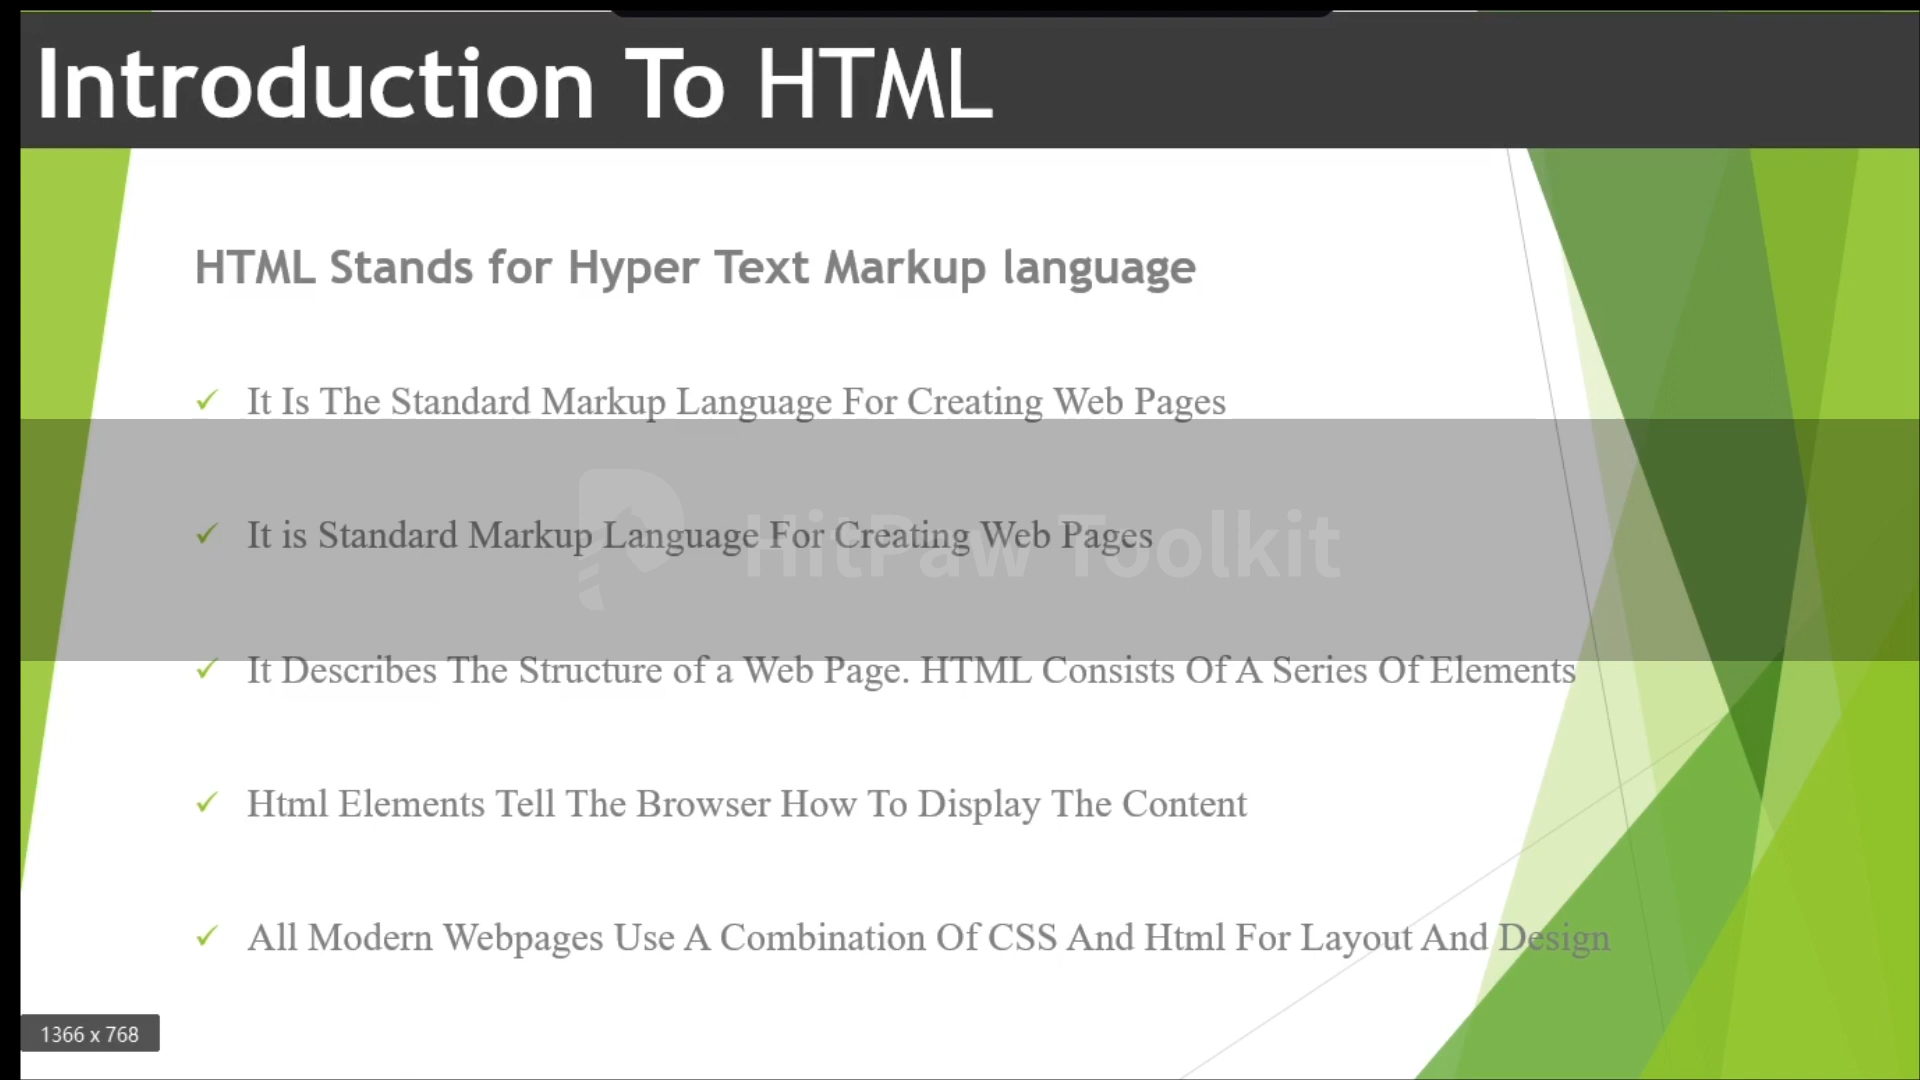 Introduction To HTML
HTML Stands for Hyper Text Markup language
It Is The Standard Markup Language For Creating Web Pages
It is Standard Markup Language For Creating Web Pages
HitPaw Toolkit
It Describes The Structure of a Web Page. HTML Consists Of A Series Of Elements
Html Elements Tell The Browser How To Display The Content
All Modern Webpages Use A Combination Of CSS And Html For Layout And Design
1366 x 768